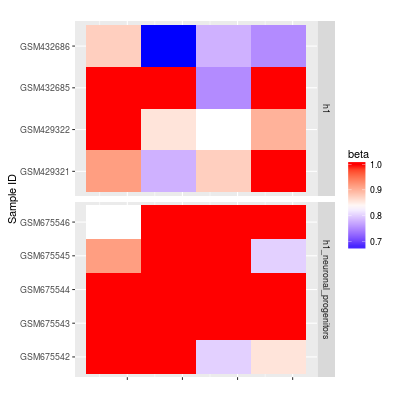 GSM432686
GSM432685
GSM429322
GSM429321
h1
GSM675546
GSM675545
GSM675544
GSM675543
GSM675542
h1_neuronal_progenitors
Sample ID
beta
1.0
0.9
0.8
0.7